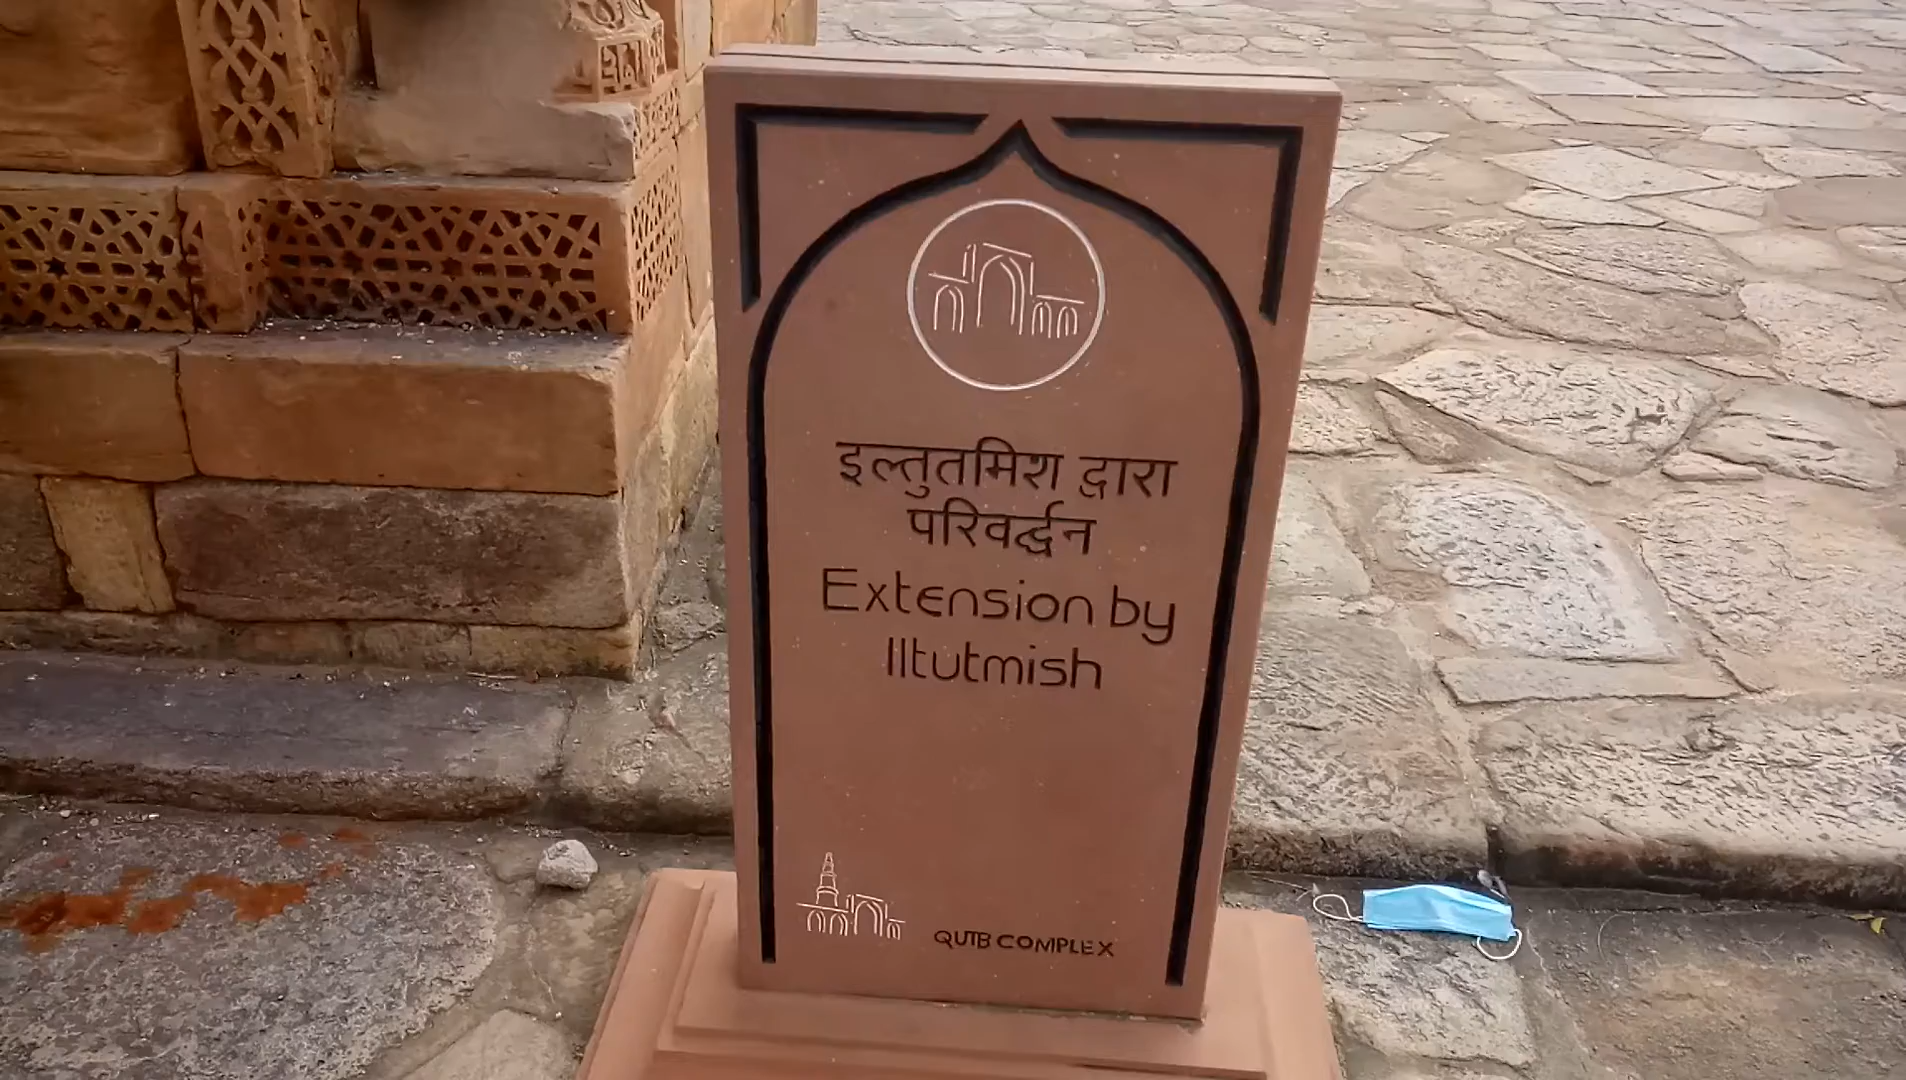 इल्तुतमिश द्वारा
परिवर्द्धन
Extension by
Iltutmish
QUTB COMPLEX